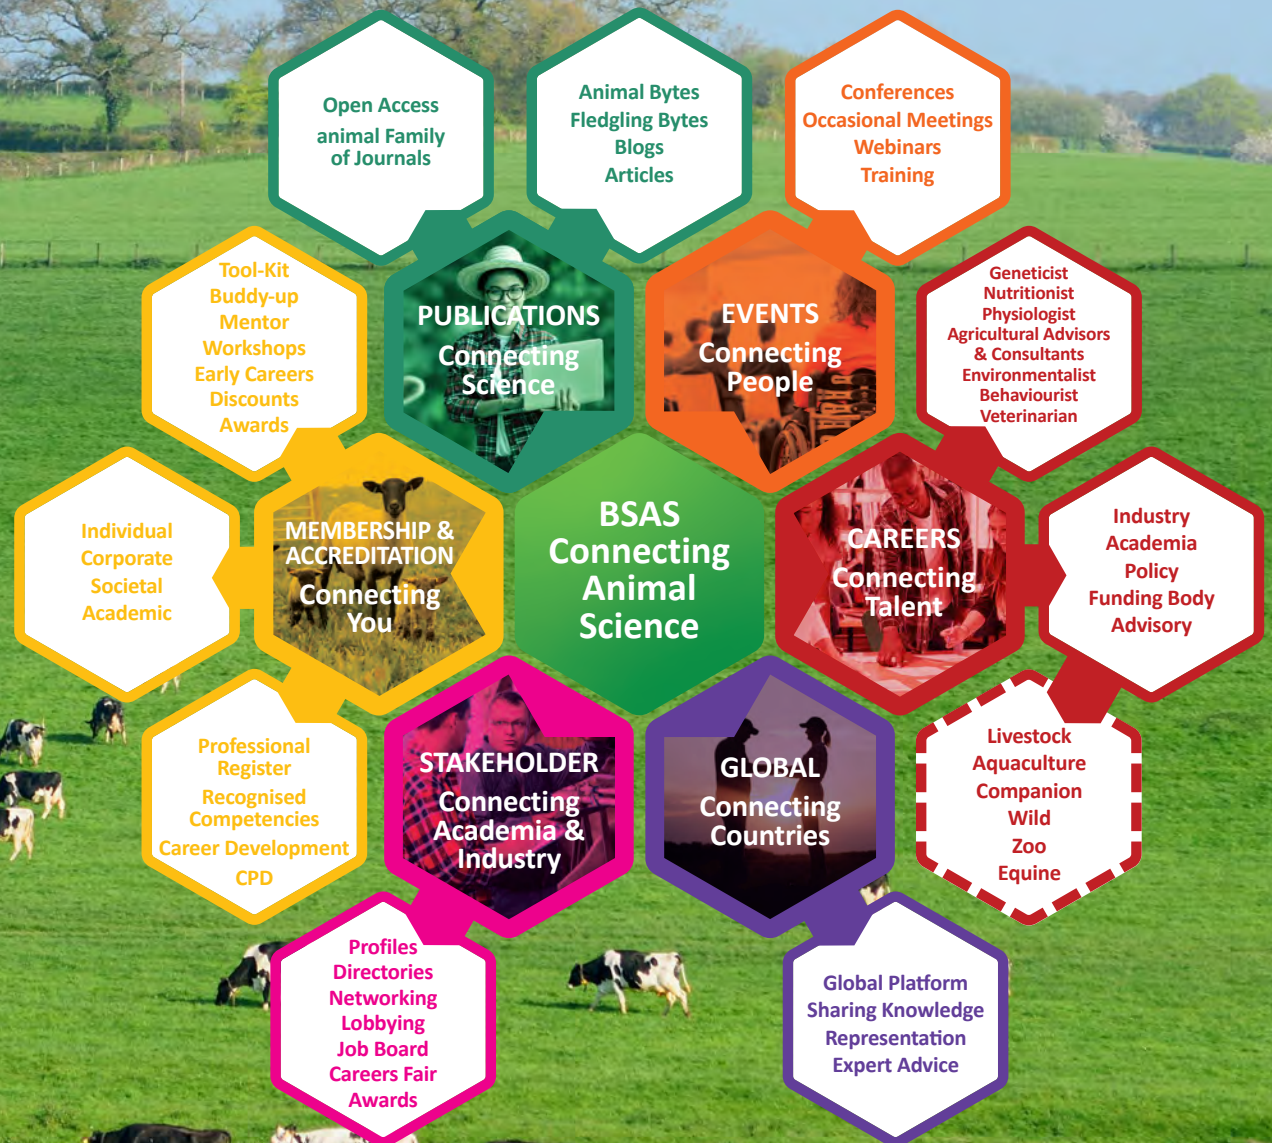 Open Access
animal Family
of Journals
Animal Bytes
Fledgling Bytes
Blogs
Articles
Conferences
Occasional Meetings
Webinars
Training
Tool-Kit
Buddy-up
Mentor
Workshops
Early Careers
Discounts
Awards
PUBLICATIONS
Connecting
Science
EVENTS
Connecting
People
Geneticist
Nutritionist
Physiologist
Agricultural Advisors
& Consultants
Environmentalist
Behaviourist
Veterinarian
Individual
Corporate
Societal
Academic
MEMBERSHIP &
ACCREDITATION
Connecting
You
BSAS
Connecting
Animal
Science
CAREERS
Connecting
Talent
Industry
Academia
Policy
Funding Body
Advisory
Professional
Register
Recognised
Competencies
Career Development
CPD
STAKEHOLDER
Connecting
Academia &
Industry
GLOBAL
Connecting
Countries
Livestock
Aquaculture
Companion
Wild
Zoo
Equine
Profiles
Directories
Networking
Lobbying
Job Board
Careers Fair
Awards
Global Platform
Sharing Knowledge
Representation
Expert Advice